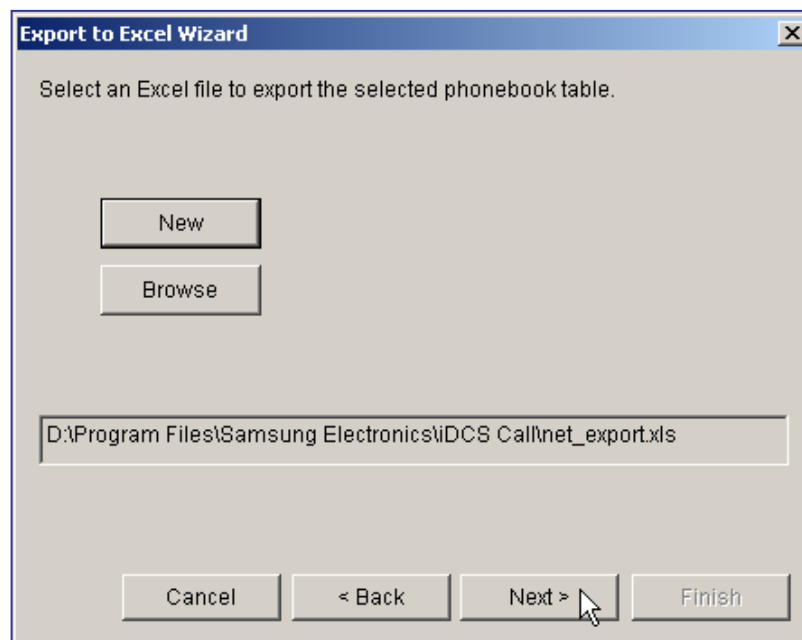 Export to Excel Wizard
Select an Excel file to export the selected phonebook table.
New
Browse
D:\Program Files\Samsung Electronics\iDCS Call\net_export.xls
Cancel
< Back
Next >
Finish